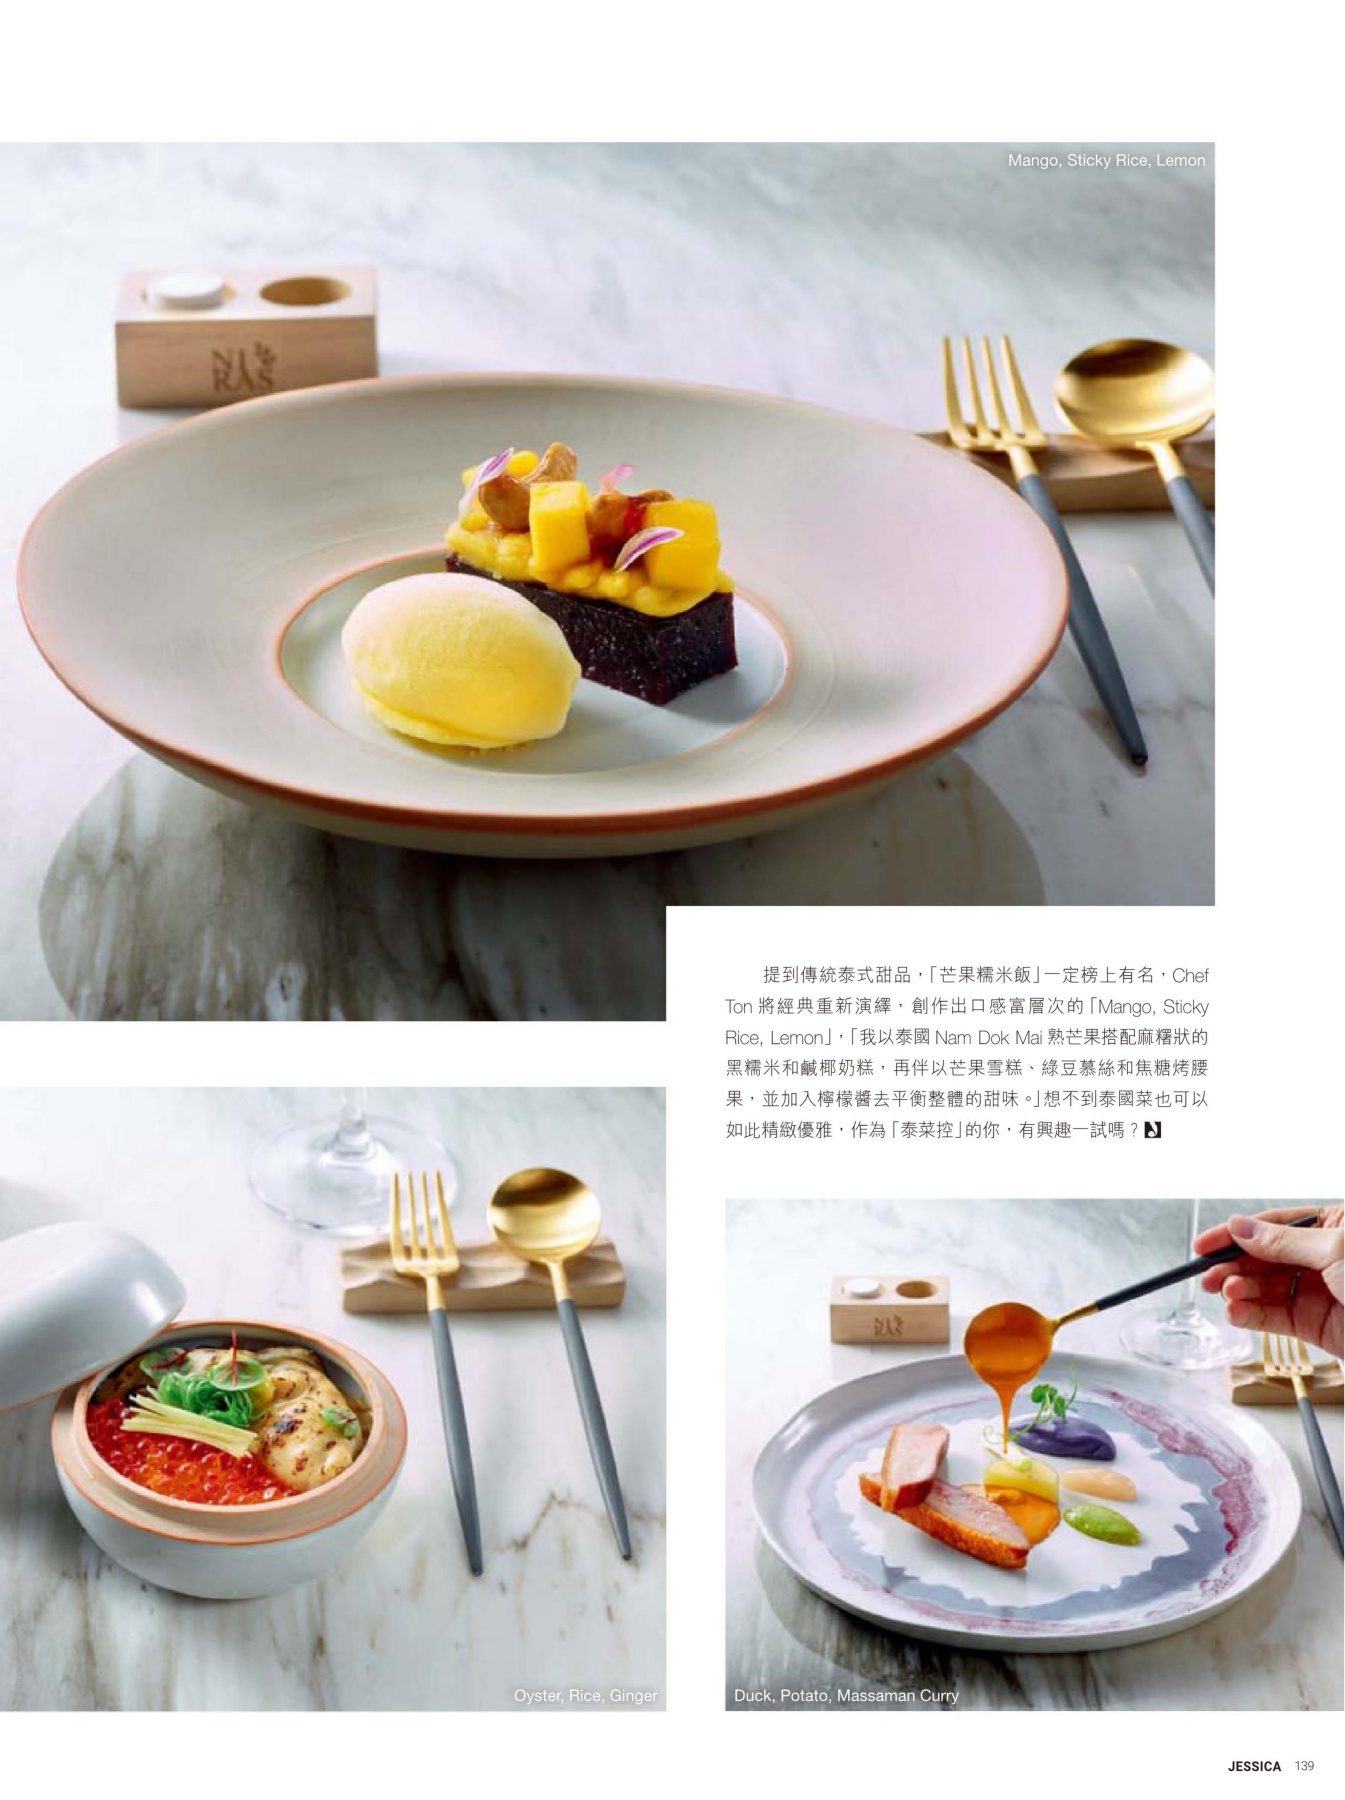 Mango, Sticky Rice, Lemon
NI
RAS
提到傳統泰式甜品，「芒果糯米飯」一定榜上有名，Chef
Ton 將經典重新演繹，創作出口感富層次的「Mango, Sticky
Rice, Lemon」，「我以泰國 Nam Dok Mai 熟芒果搭配麻糬狀的
黑糯米和鹹椰奶糕，再伴以芒果雪糕、綠豆慕絲和焦糖烤腰
果，並加入檸檬醬去平衡整體的甜味。」想不到泰國菜也可以
如此精緻優雅，作為「泰菜控」的你，有興趣一試嗎？
NI
RAS
Oyster, Rice, Ginger
Duck, Potato, Massaman Curry
JESSICA 139